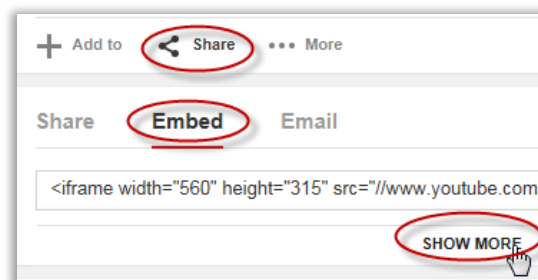 Add to Share More
Share Embed Email
<iframe width="560" height="315" src="//www.youtube.com
SHOW MORE